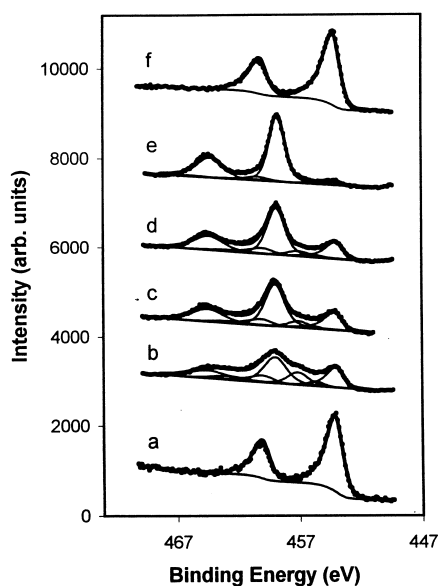 10000
8000
6000
4000
2000
0
Intensity (arb. units)
f
e
d
c
b
a
467
457
447
Binding Energy (eV)